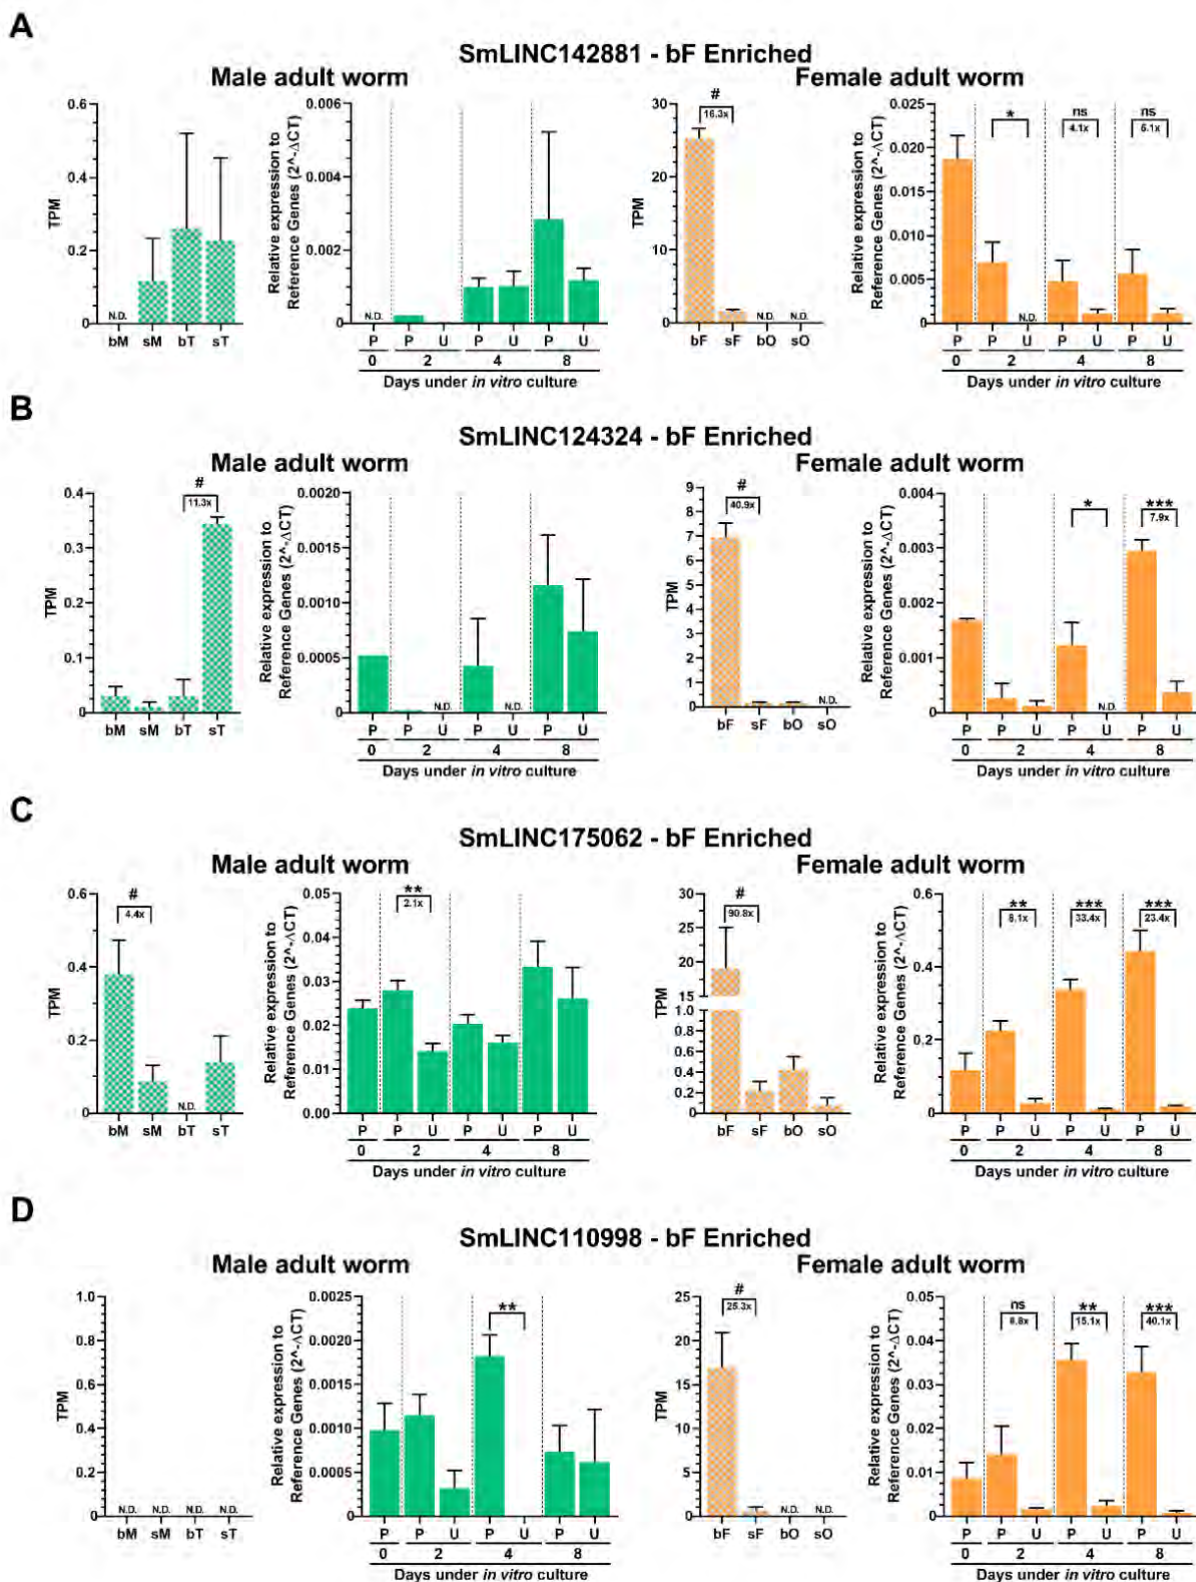 A
SmLINC142881 - bF Enriched
Male adult worm
Female adult worm
TPM
0.6
0.4
0.2
0
N.D.
bM sM bT sT
Relative expression to
Reference Genes (2^-ΔCT)
0.006
0.004
0.002
0
N.D.
P P U P U P U
0 2 4 8
Days under in vitro culture
TPM
30
20
10
0
#
16.3x
N.D. N.D.
bF sF bO sO
Relative expression to
Reference Genes (2^-ΔCT)
0.025
0.020
0.015
0.010
0.005
0.000
* ns ns
4.1x 5.1x
N.D.
P P U P U P U
0 2 4 8
Days under in vitro culture
B
SmLINC124324 - bF Enriched
Male adult worm
Female adult worm
TPM
0.4
0.3
0.2
0.1
0
#
11.3x
bM sM bT sT
Relative expression to
Reference Genes (2^-ΔCT)
0.0020
0.0015
0.0010
0.0005
0
N.D. N.D.
P P U P U P U
0 2 4 8
Days under in vitro culture
TPM
9
8
7
6
5
4
3
2
1
0
#
40.9x
N.D.
bF sF bO sO
Relative expression to
Reference Genes (2^-ΔCT)
0.004
0.003
0.002
0.001
0
* ***
7.9x
N.D.
P P U P U P U
0 2 4 8
Days under in vitro culture
C
SmLINC175062 - bF Enriched
Male adult worm
Female adult worm
TPM
0.6
0.4
0.2
0
#
4.4x
N.D.
bM sM bT sT
Relative expression to
Reference Genes (2^-ΔCT)
0.05
0.04
0.03
0.02
0.01
0.00
**
2.1x
P P U P U P U
0 2 4 8
Days under in vitro culture
TPM
30
25
20
15
1.0
0.8
0.6
0.4
0.2
0
#
90.8x
bF sF bO sO
Relative expression to
Reference Genes (2^-ΔCT)
0.6
0.4
0.2
0
** *** ***
8.1x 33.4x 23.4x
P P U P U P U
0 2 4 8
Days under in vitro culture
D
SmLINC110998 - bF Enriched
Male adult worm
Female adult worm
TPM
1.0
0.8
0.6
0.4
0.2
0
N.D. N.D. N.D. N.D.
bM sM bT sT
Relative expression to
Reference Genes (2^-ΔCT)
0.0025
0.0020
0.0015
0.0010
0.0005
0
**
P P U P U P U
0 2 4 8
Days under in vitro culture
TPM
25
20
15
10
5
0
#
25.3x
N.D. N.D.
bF sF bO sO
Relative expression to
Reference Genes (2^-ΔCT)
0.05
0.04
0.03
0.01
0
ns ** ***
8.8x 15.1x 40.1x
P P U P U P U
0 2 4 8
Days under in vitro culture